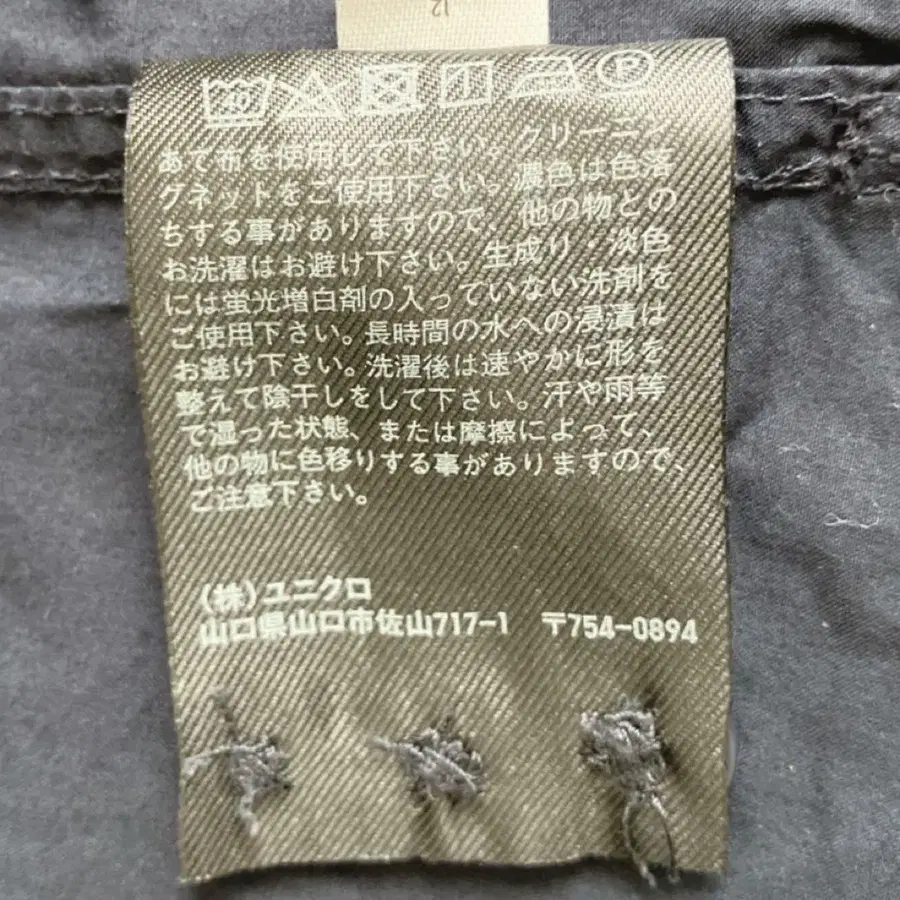 12
40 P
あて布を使用して下さい。クリーニン
グネットをご使用下さい。濃色は色落
ちする事がありますので、他の物との
お洗濯はお避け下さい。生成り・淡色
には蛍光増白剤の入っていない洗剤を
ご使用下さい。長時間の水への浸漬は
お避け下さい。洗濯後は速やかに形を
整えて陰干しをして下さい。汗や雨等
で湿った状態、または摩擦によって、
他の物に色移りする事がありますので、
ご注意下さい。
(株)ユニクロ
山口県山口市佐山717-1 〒754-0894